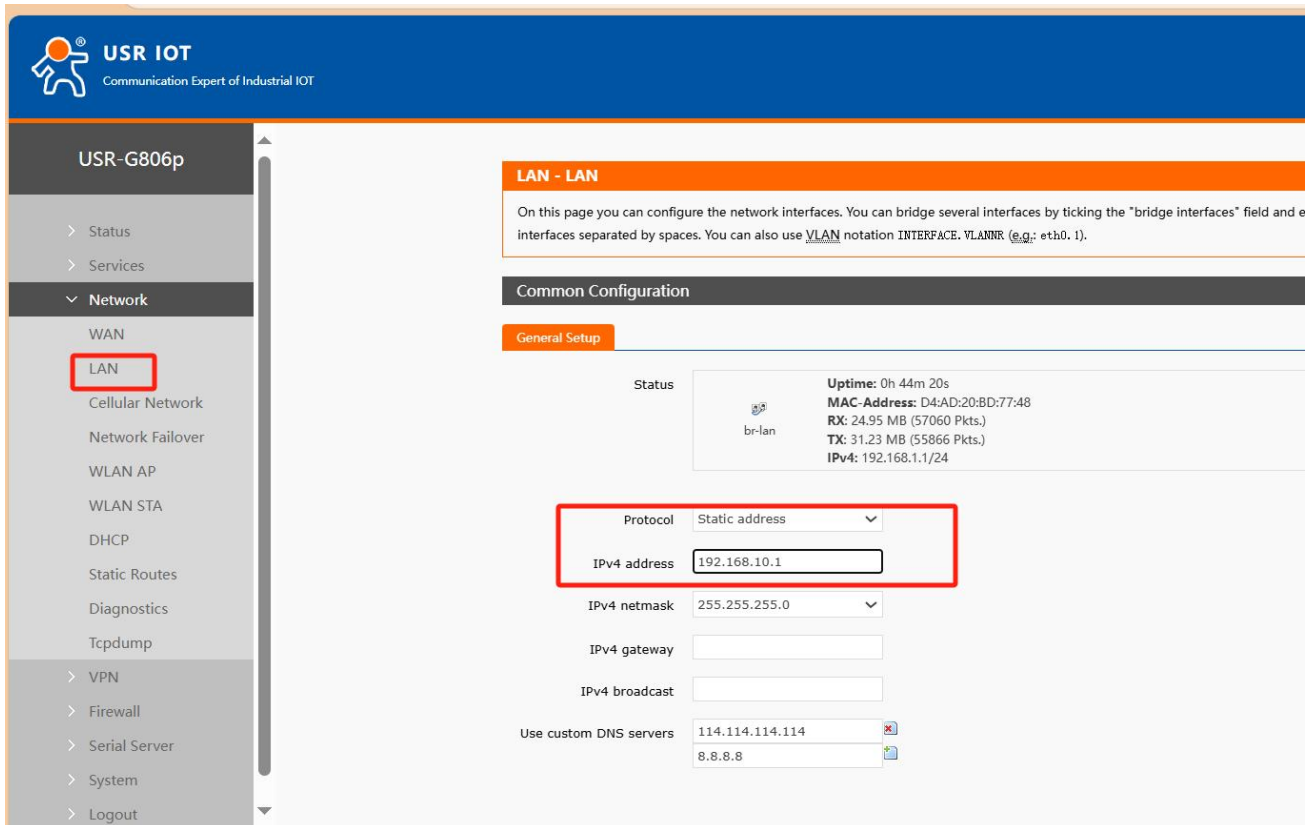 USR IOT
Communication Expert of Industrial IOT
USR-G806p
Status
Services
Network
WAN
LAN
Cellular Network
Network Failover
WLAN AP
WLAN STA
DHCP
Static Routes
Diagnostics
Tcpdump
VPN
Firewall
Serial Server
System
Logout
LAN - LAN
On this page you can configure the network interfaces. You can bridge several interfaces by ticking the "bridge interfaces" field and e
interfaces separated by spaces. You can also use VLAN notation INTERFACE.VLANNR (e.g.: eth0.1).
Common Configuration
General Setup
Status
br-lan
Uptime: 0h 44m 20s
MAC-Address: D4:AD:20:BD:77:48
RX: 24.95 MB (57060 Pkts.)
TX: 31.23 MB (55866 Pkts.)
IPv4: 192.168.1.1/24
Protocol Static address
IPv4 address 192.168.10.1
IPv4 netmask 255.255.255.0
IPv4 gateway
IPv4 broadcast
Use custom DNS servers 114.114.114.114
8.8.8.8